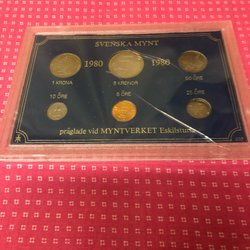 SVENSKA MYNT
1980 1980
1 KRONA 5 KRONOR 50 ÖRE
10 ÖRE 5 ÖRE 25 ÖRE
präglade vid MYNTVERKET Eskilstuna